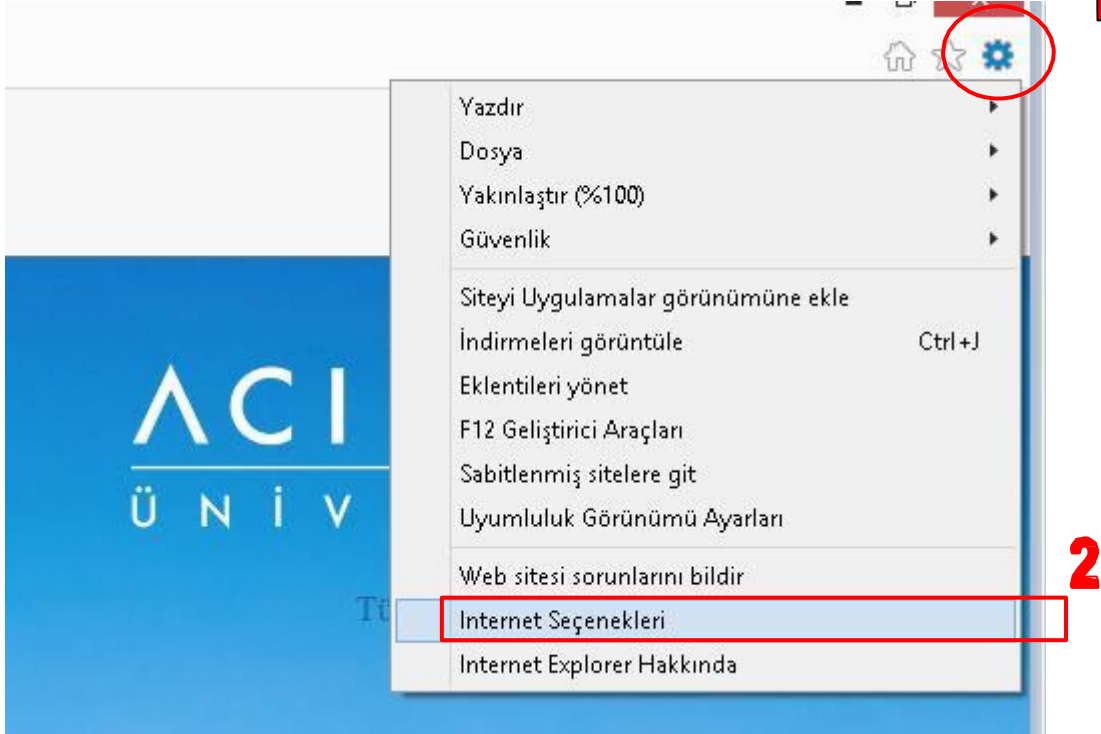 Yazdır
Dosya
Yakınlaştır (%100)
Güvenlik
Siteyi Uygulamalar görünümüne ekle
İndirmeleri görüntüle Ctrl+J
Eklentileri yönet
F12 Geliştirici Araçları
Sabitlenmiş sitelere git
Uyumluluk Görünümü Ayarları
Web sitesi sorunlarını bildir
2
Internet Seçenekleri
Internet Explorer Hakkında
ACI
ÜNİV